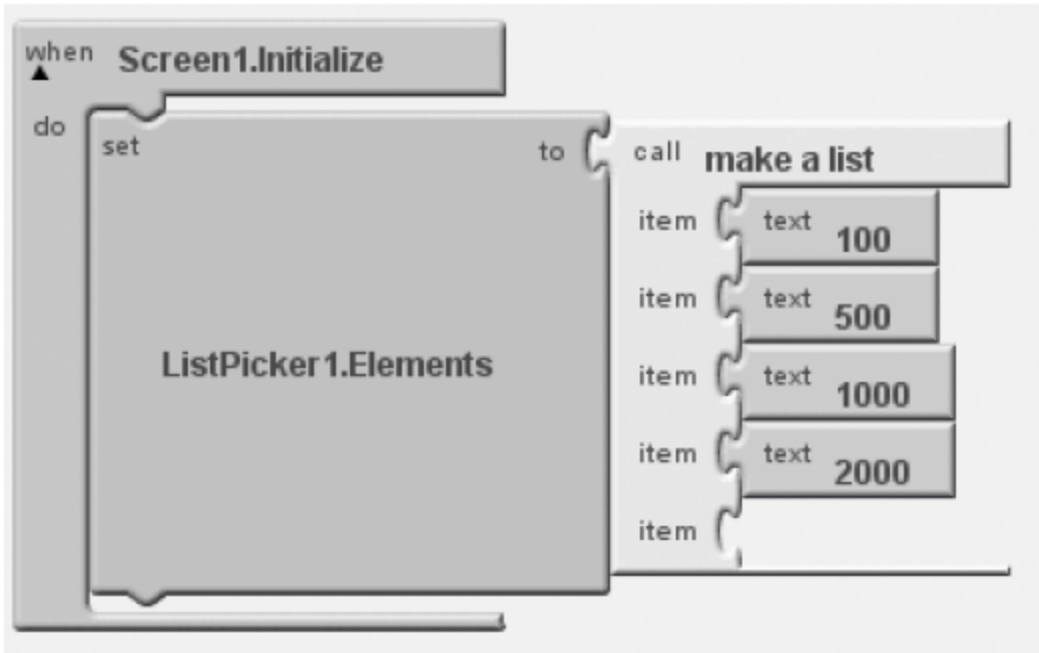 when Screen1.Initialize
do
set to call make a list
item text 100
item text 500
ListPicker1.Elements item text 1000
item text 2000
item